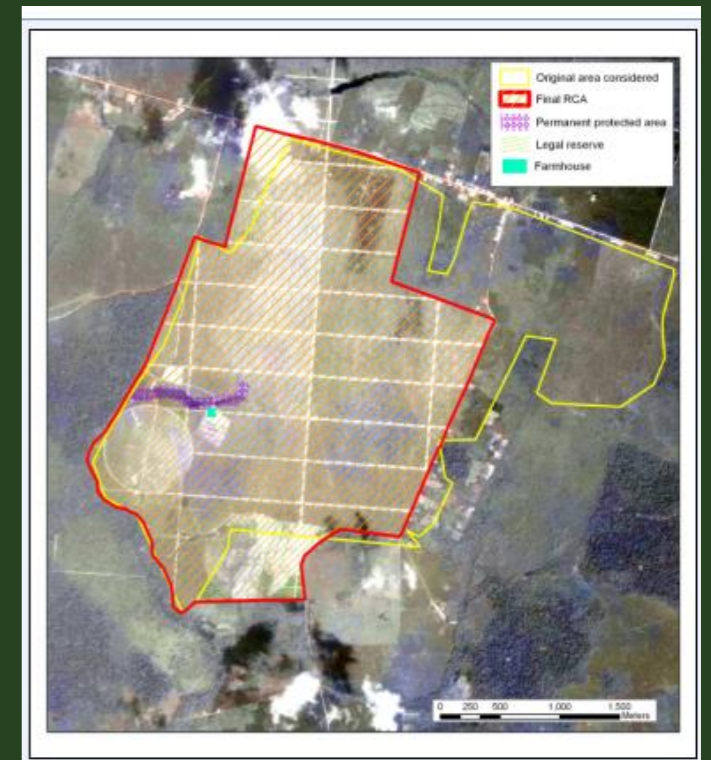 Original area considered
Final RCA
Permanent protected area
Legal reserve
Farmhouse
0 250 500 1,000 1,500
Meters